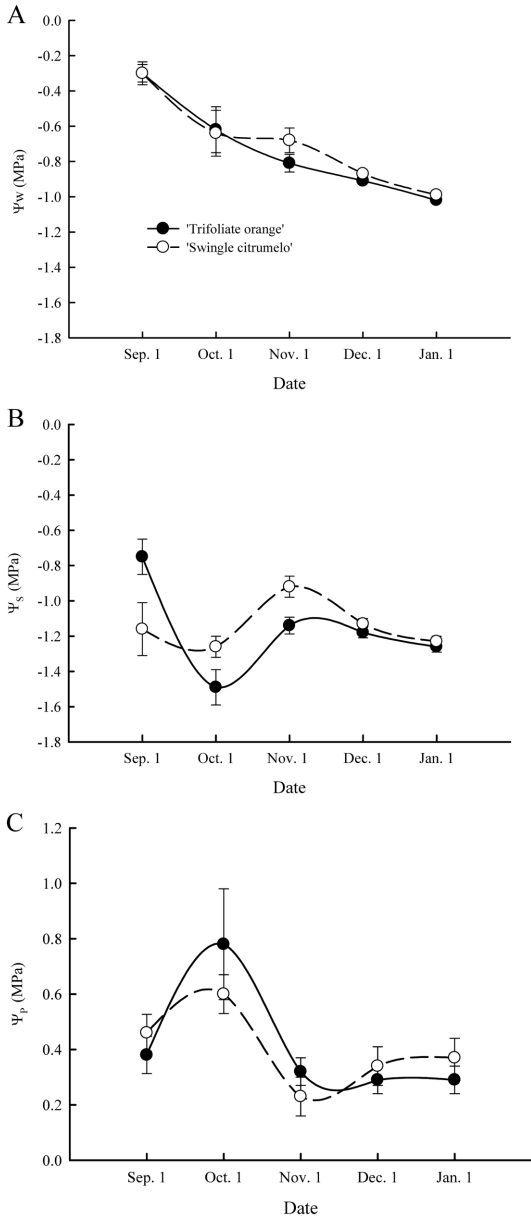 A
0.0
-0.2
-0.4
-0.6
-0.8
-1.0
-1.2
-1.4
-1.6
-1.8
Ψw (MPa)
'Trifoliate orange'
'Swingle citrumelo'
Sep. 1 Oct. 1 Nov. 1 Dec. 1 Jan. 1
Date
B
0.0
-0.2
-0.4
-0.6
-0.8
-1.0
-1.2
-1.4
-1.6
-1.8
ΨS (MPa)
Sep. 1 Oct. 1 Nov. 1 Dec. 1 Jan. 1
Date
C
1.2
1.0
0.8
0.6
0.4
0.2
0.0
ΨP (MPa)
Sep. 1 Oct. 1 Nov. 1 Dec. 1 Jan. 1
Date